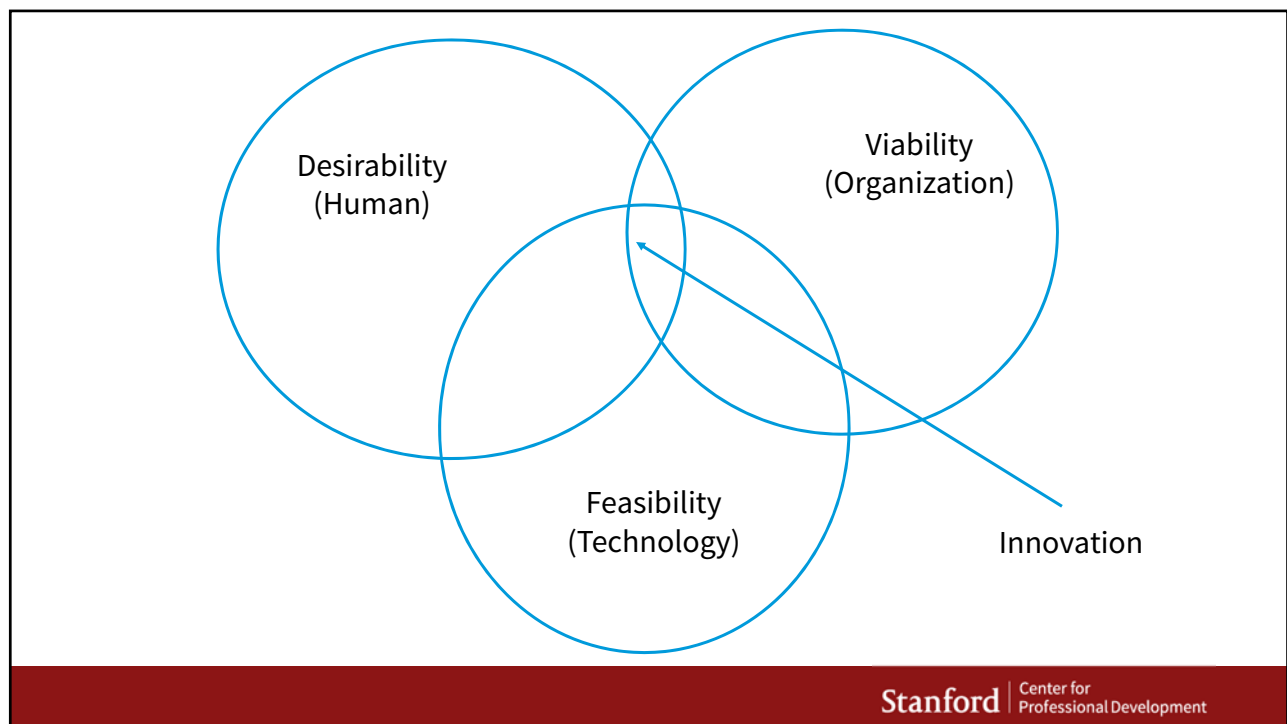 Desirability
(Human)
Viability
(Organization)
Feasibility
(Technology)
Innovation
Stanford
Center for
Professional Development